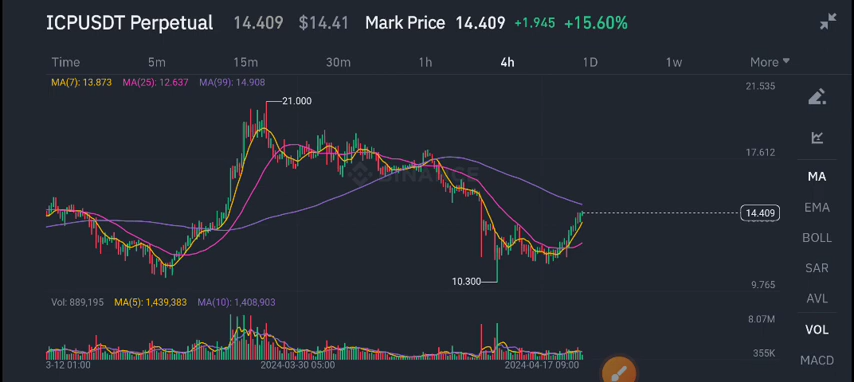 ICPUSDT Perpetual 14.409 $14.41 Mark Price 14.409 +1.945 +15.60%
Time 5m 15m 30m 1h 4h 1D 1w More
MA(7): 13.873 MA(25): 12.637 MA(99): 14.908
21.535
21.000
17.612
BINANCE
MA
14.409
EMA
BOLL
10.300
9.765
SAR
Vol: 889,195 MA(5): 1,439,383 MA(10): 1,408,903
AVL
8.07M
VOL
355K
MACD
3-12 01:00 2024-03-30 05:00 2024-04-17 09:00